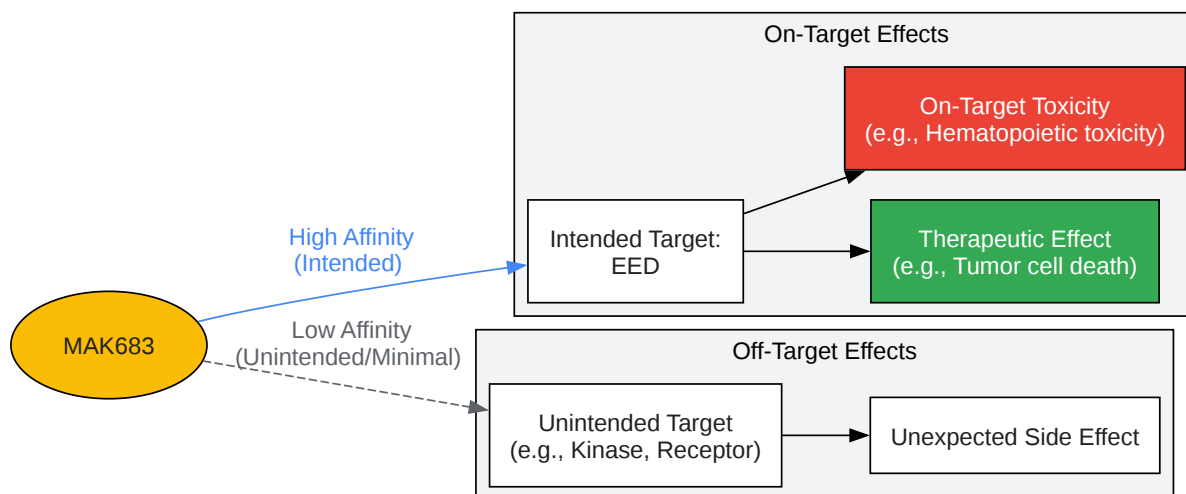 On-Target Effects
On-Target Toxicity
(e.g., Hematopoietic toxicity)
High Affinity
(Intended)
Intended Target:
EED
Therapeutic Effect
(e.g., Tumor cell death)
MAK683
Low Affinity
(Unintended/Minimal)
Off-Target Effects
Unintended Target
(e.g., Kinase, Receptor)
Unexpected Side Effect